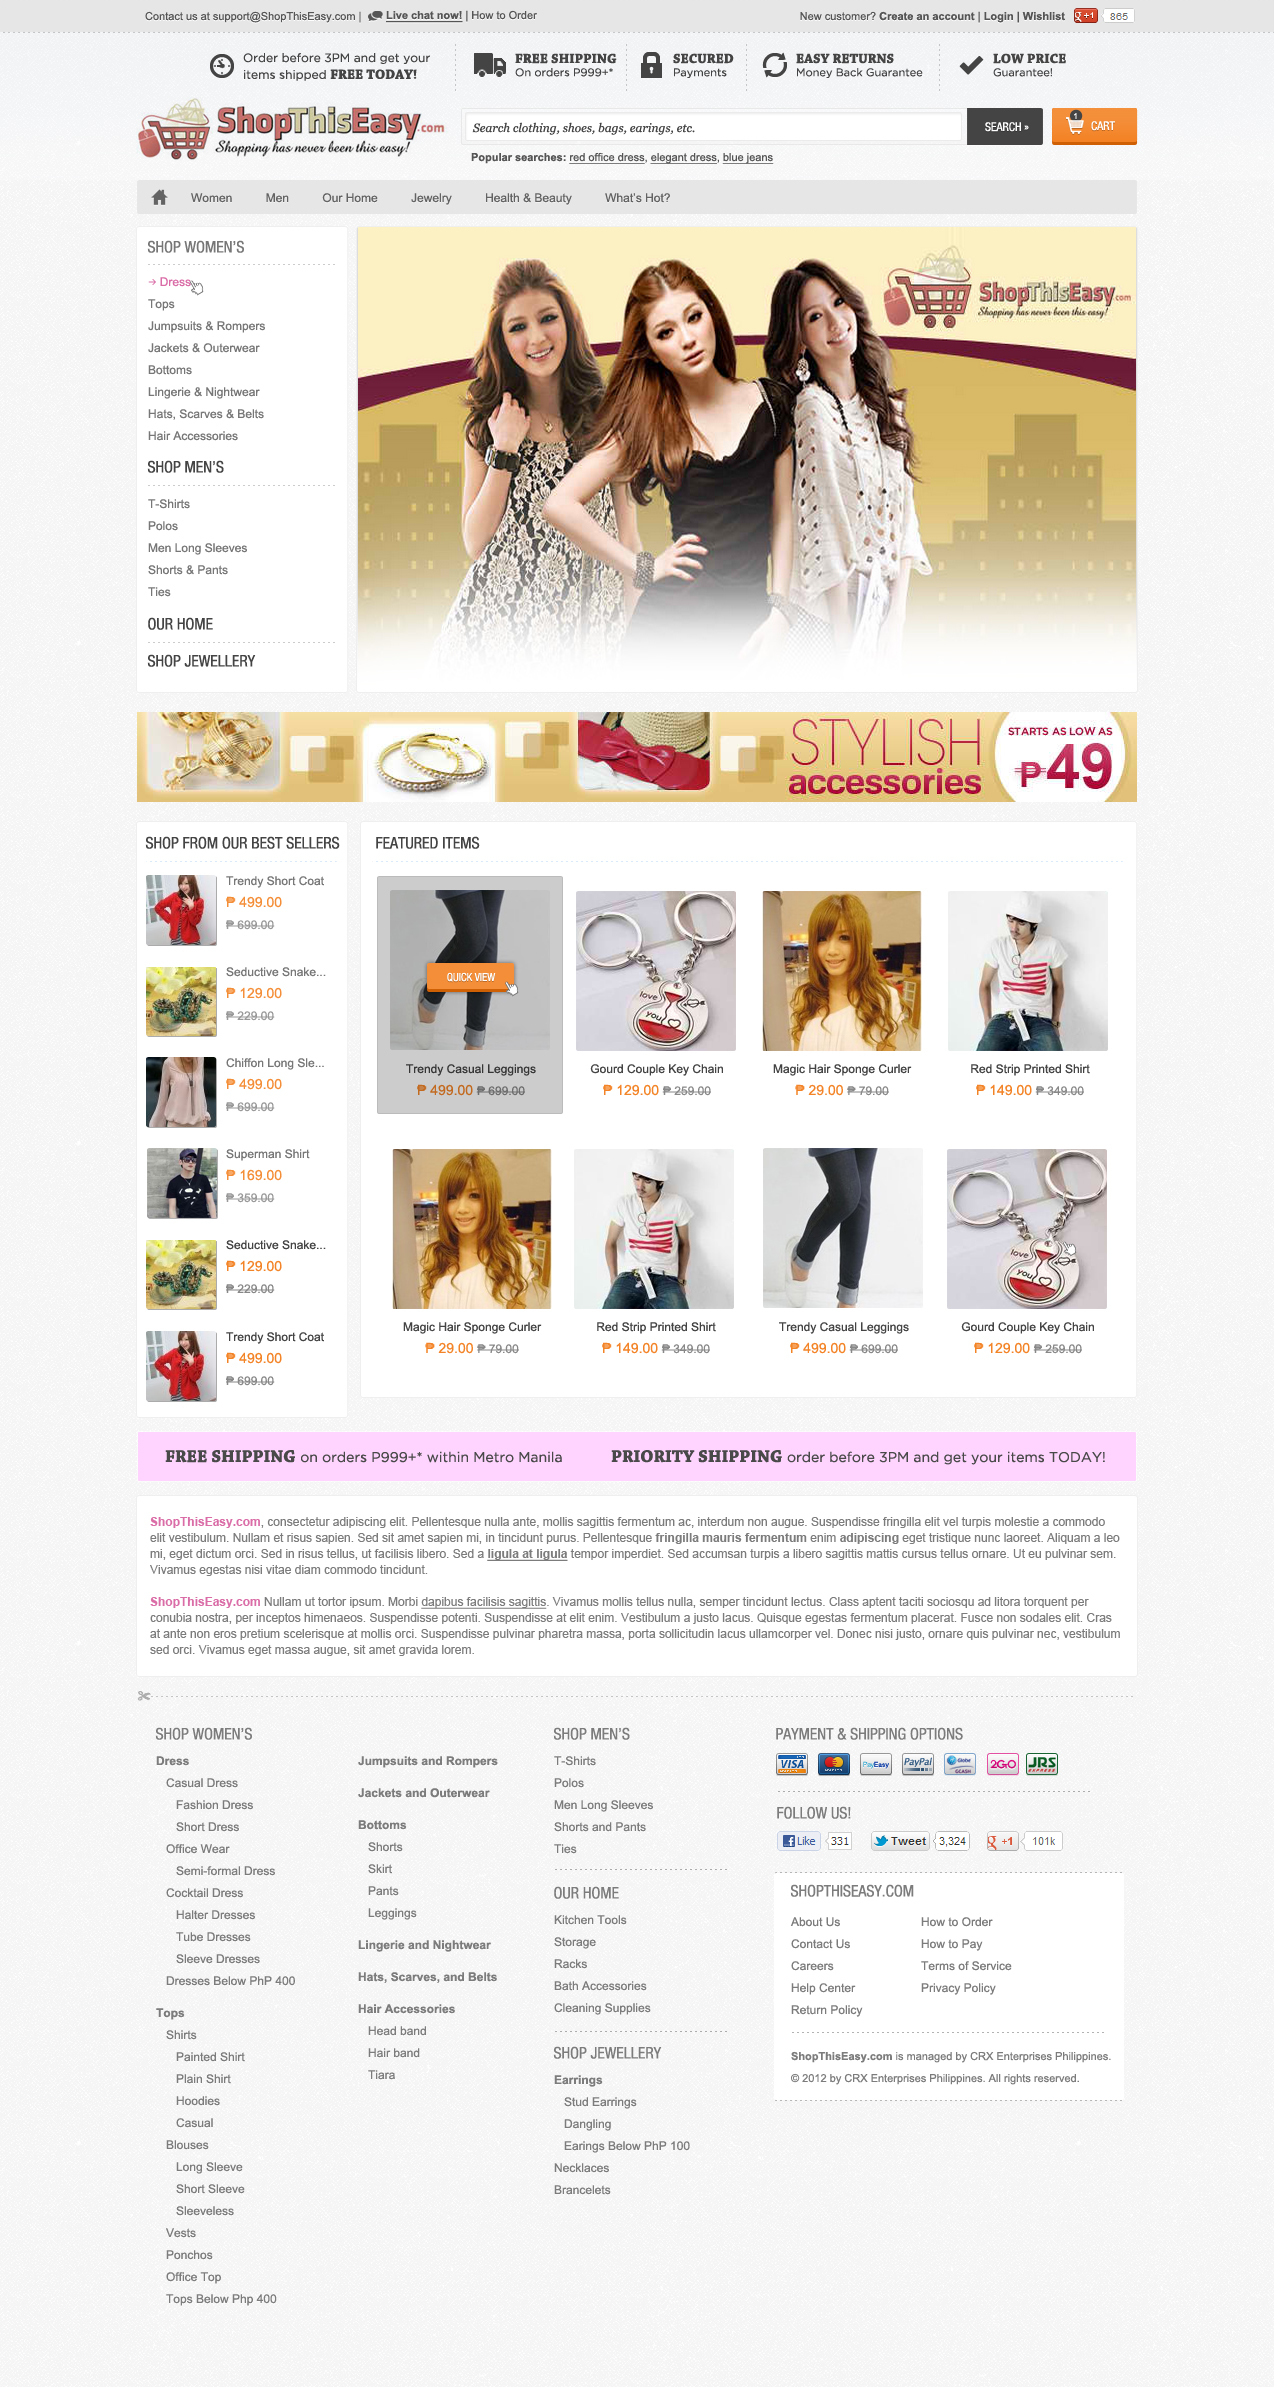 Contact us at support@ShopThisEasy.com | Live chat now! | How to Order
New customer? Create an account | Login | Wishlist
+1 865
Order before 3PM and get your
items shipped FREE TODAY!
FREE SHIPPING
On orders P999+*
SECURED
Payments
EASY RETURNS
Money Back Guarantee
LOW PRICE
Guarantee!
ShopThisEasy.com
Shopping has never been this easy!
Search clothing, shoes, bags, earings, etc.
SEARCH »
1
CART
Popular searches: red office dress, elegant dress, blue jeans
Women Men Our Home Jewelry Health & Beauty What's Hot?
SHOP WOMEN'S
→ Dress
Tops
Jumpsuits & Rompers
Jackets & Outerwear
Bottoms
Lingerie & Nightwear
Hats, Scarves & Belts
Hair Accessories
SHOP MEN'S
T-Shirts
Polos
Men Long Sleeves
Shorts & Pants
Ties
OUR HOME
SHOP JEWELLERY
ShopThisEasy.com
Shopping has never been this easy!
STYLISH
accessories
STARTS AS LOW AS
₱49
SHOP FROM OUR BEST SELLERS
Trendy Short Coat
₱ 499.00
₱ 699.00
Seductive Snake...
₱ 129.00
₱ 229.00
Chiffon Long Sle...
₱ 499.00
₱ 699.00
Superman Shirt
₱ 169.00
₱ 359.00
Seductive Snake...
₱ 129.00
₱ 229.00
Trendy Short Coat
₱ 499.00
₱ 699.00
FEATURED ITEMS
QUICK VIEW
Trendy Casual Leggings
₱ 499.00 ₱ 699.00
love
you
Gourd Couple Key Chain
₱ 129.00 ₱ 259.00
Magic Hair Sponge Curler
₱ 29.00 ₱ 79.00
Red Strip Printed Shirt
₱ 149.00 ₱ 349.00
Magic Hair Sponge Curler
₱ 29.00 ₱ 79.00
Red Strip Printed Shirt
₱ 149.00 ₱ 349.00
Trendy Casual Leggings
₱ 499.00 ₱ 699.00
love
you
Gourd Couple Key Chain
₱ 129.00 ₱ 259.00
FREE SHIPPING on orders P999+* within Metro Manila
PRIORITY SHIPPING order before 3PM and get your items TODAY!
ShopThisEasy.com, consectetur adipiscing elit. Pellentesque nulla ante, mollis sagittis fermentum ac, interdum non augue. Suspendisse fringilla elit vel turpis molestie a commodo
elit vestibulum. Nullam et risus sapien. Sed sit amet sapien mi, in tincidunt purus. Pellentesque fringilla mauris fermentum enim adipiscing eget tristique nunc laoreet. Aliquam a leo
mi, eget dictum orci. Sed in risus tellus, ut facilisis libero. Sed a ligula at ligula tempor imperdiet. Sed accumsan turpis a libero sagittis mattis cursus tellus ornare. Ut eu pulvinar sem.
Vivamus egestas nisi vitae diam commodo tincidunt.
ShopThisEasy.com Nullam ut tortor ipsum. Morbi dapibus facilisis sagittis. Vivamus mollis tellus nulla, semper tincidunt lectus. Class aptent taciti sociosqu ad litora torquent per
conubia nostra, per inceptos himenaeos. Suspendisse potenti. Suspendisse at elit enim. Vestibulum a justo lacus. Quisque egestas fermentum placerat. Fusce non sodales elit. Cras
at ante non eros pretium scelerisque at mollis orci. Suspendisse pulvinar pharetra massa, porta sollicitudin lacus ullamcorper vel. Donec nisi justo, ornare quis pulvinar nec, vestibulum
sed orci. Vivamus eget massa augue, sit amet gravida lorem.
SHOP WOMEN'S
Dress
Casual Dress
Fashion Dress
Short Dress
Office Wear
Semi-formal Dress
Cocktail Dress
Halter Dresses
Tube Dresses
Sleeve Dresses
Dresses Below PhP 400
Tops
Shirts
Painted Shirt
Plain Shirt
Hoodies
Casual
Blouses
Long Sleeve
Short Sleeve
Sleeveless
Vests
Ponchos
Office Top
Tops Below Php 400
Jumpsuits and Rompers
Jackets and Outerwear
Bottoms
Shorts
Skirt
Pants
Leggings
Lingerie and Nightwear
Hats, Scarves, and Belts
Hair Accessories
Head band
Hair band
Tiara
SHOP MEN'S
T-Shirts
Polos
Men Long Sleeves
Shorts and Pants
Ties
OUR HOME
Kitchen Tools
Storage
Racks
Bath Accessories
Cleaning Supplies
SHOP JEWELLERY
Earrings
Stud Earrings
Dangling
Earings Below PhP 100
Necklaces
Brancelets
PAYMENT & SHIPPING OPTIONS
VISA MasterCard PayEasy PayPal Globe GCASH 2GO JRS EXPRESS
FOLLOW US!
Like 331 Tweet 3,324 +1 101k
SHOPTHISEASY.COM
About Us
Contact Us
Careers
Help Center
Return Policy
How to Order
How to Pay
Terms of Service
Privacy Policy
ShopThisEasy.com is managed by CRX Enterprises Philippines.
© 2012 by CRX Enterprises Philippines. All rights reserved.